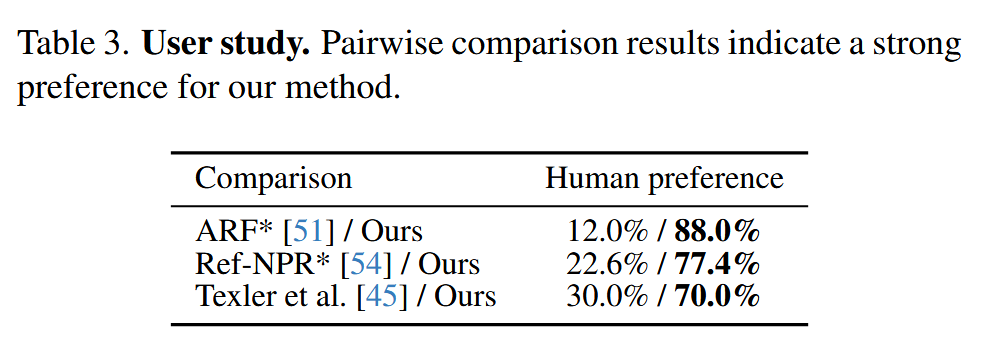 Table 3. User study. Pairwise comparison results indicate a strong
preference for our method.
Comparison Human preference
ARF* [51] / Ours 12.0% / 88.0%
Ref-NPR* [54] / Ours 22.6% / 77.4%
Texler et al. [45] / Ours 30.0% / 70.0%